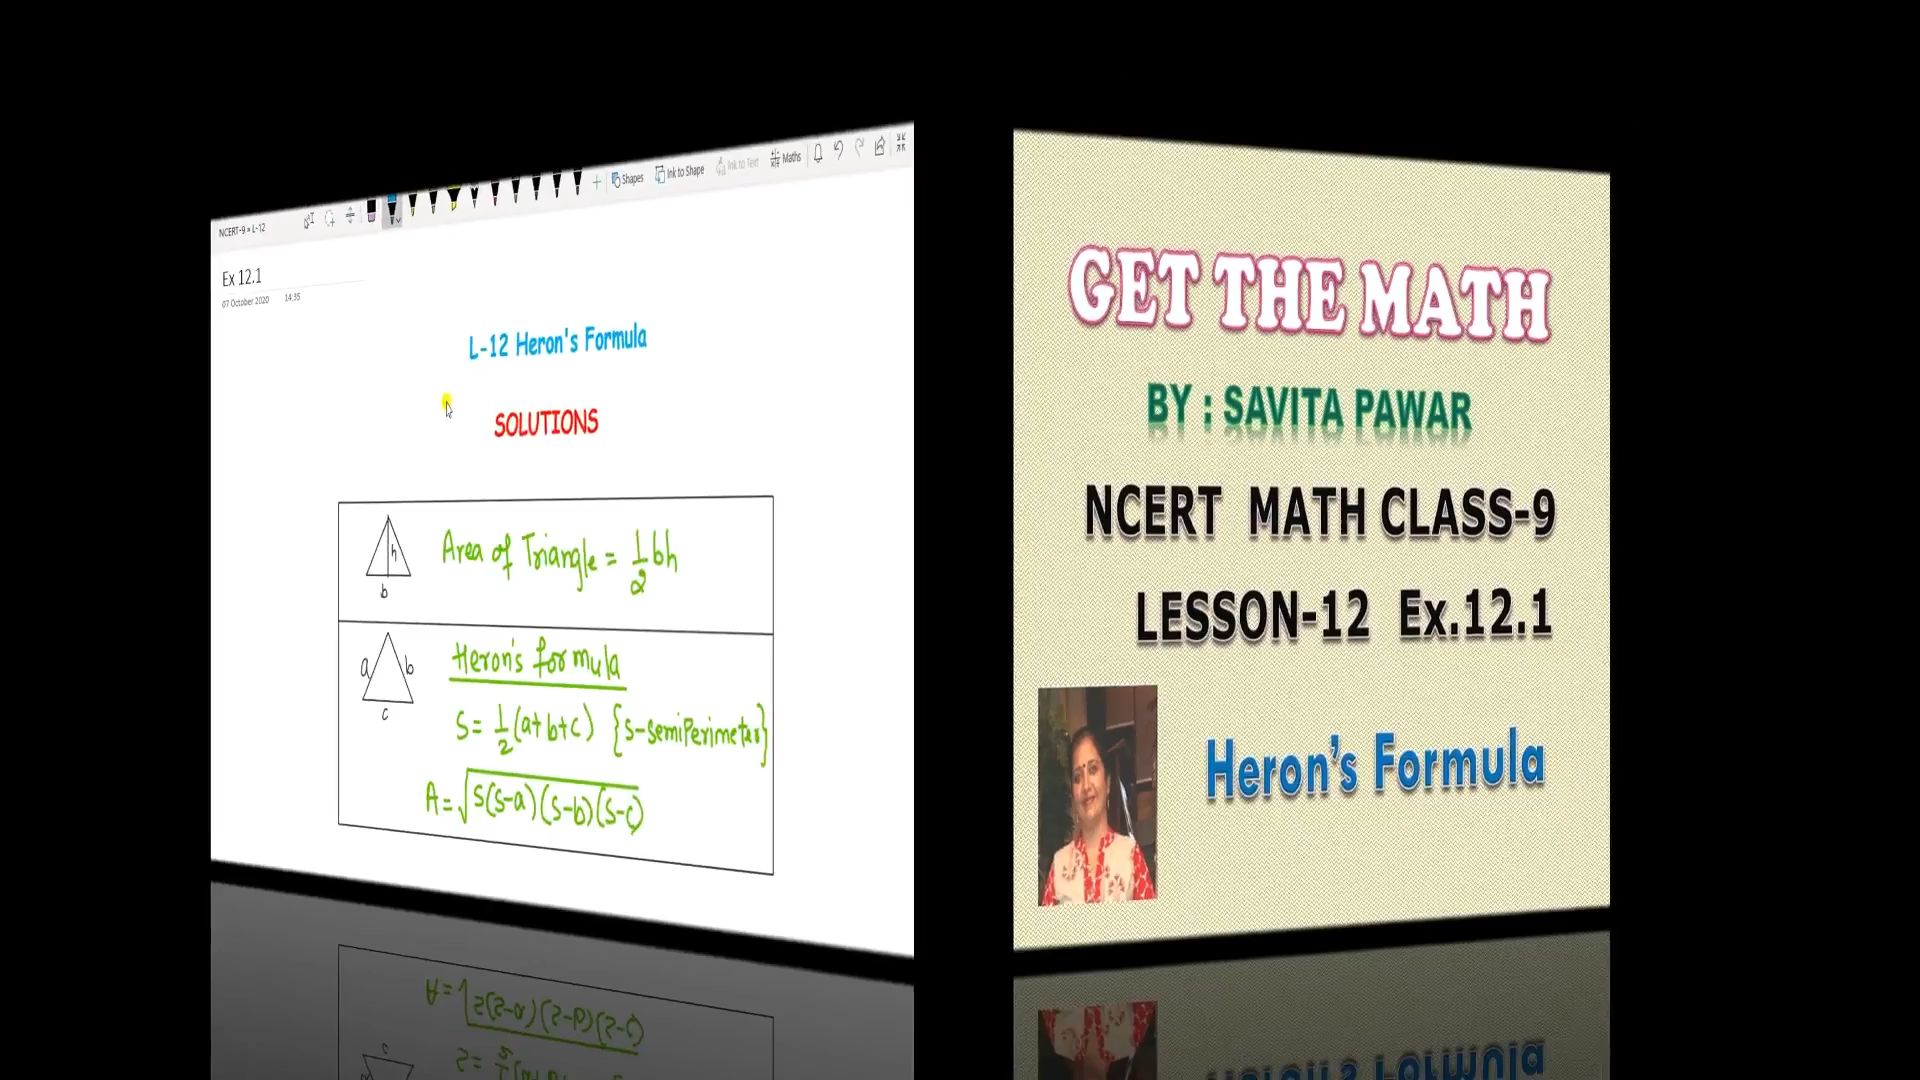 NCERT-9 » L-12
Shapes
Ink to Shape
Ink to Text
Maths
Ex 12.1
07 October 2020 14:35
L-12 Heron's Formula
SOLUTIONS
h
b
Area of Triangle = 1/2 bh
a
b
c
Heron's formula
S = 1/2 (a+b+c) {s-semiPerimeter}
A = √s(s-a)(s-b)(s-c)
GET THE MATH
BY : SAVITA PAWAR
NCERT MATH CLASS-9
LESSON-12 Ex.12.1
Heron's Formula